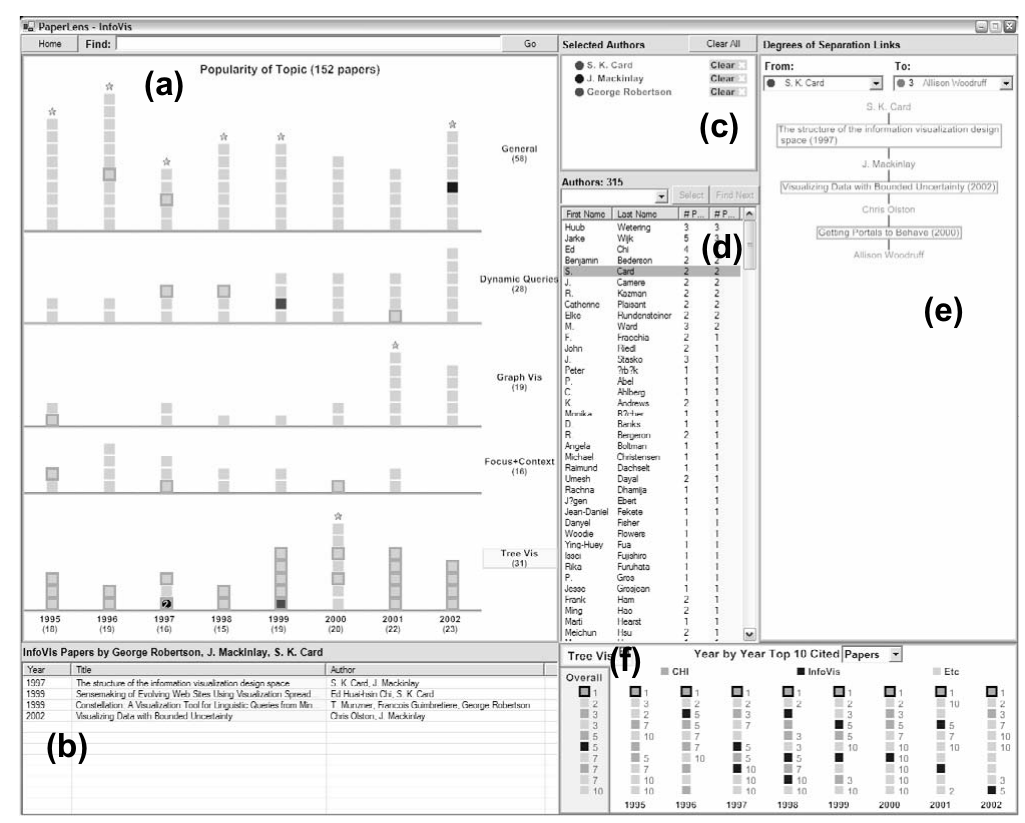 PaperLens - InfoVis
Home Find: Go
(a)
Popularity of Topic (152 papers)
General
(58)
Dynamic Queries
(28)
Graph Vis
(19)
Focus+Context
(16)
Tree Vis
(31)
2
1995 1996 1997 1998 1999 2000 2001 2002
(18) (19) (16) (15) (19) (20) (22) (23)
InfoVis Papers by George Robertson, J. Mackinlay, S. K. Card
Year Title Author
1997 The structure of the information visualization design space S. K. Card, J. Mackinlay
1999 Sensemaking of Evolving Web Sites Using Visualization Spread... Ed Huai-hsin Chi, S. K. Card
1999 Constellation: A Visualization Tool for Linguistic Queries from Min... T. Munzner, Francois Guimbretiere, George Robertson
2002 Visualizing Data with Bounded Uncertainty Chris Olston, J. Mackinlay
(b)
Selected Authors Clear All
S. K. Card Clear
J. Mackinlay Clear
George Robertson Clear
(c)
Authors: 315
Select Find Next
First Name Last Name # P... # P...
(d)
Huub Wetering 3 3
Jarke Wijk 5 3
Ed Chi 4
Benjamin Bederson 2 2
S. Card 2 2
J. Camere 2 2
R. Kazman 2 2
Catherine Plaisant 2 2
Elke Rundensteiner 2 2
M. Ward 3 2
F. Fracchia 2 1
John Riedl 2 1
J. Stasko 3 1
Peter ?rb?k 1 1
P. Abel 1 1
C. Ahlberg 1 1
K. Andrews 2 1
Monika B?cher 1 1
D. Banks 1 1
R. Bergeron 2 1
Angela Boltman 1 1
Michael Christensen 1 1
Raimund Dachselt 1 1
Umesh Dayal 2 1
Rachna Dhamija 1 1
J?gen Ebert 1 1
Jean-Daniel Fekete 1 1
Danyel Fisher 1 1
Woodie Flowers 1 1
Ying-Huey Fua 1 1
Issei Fujishiro 1 1
Rika Furuhata 1 1
P. Gros 1 1
Jesse Grosjean 1 1
Frank Ham 2 1
Ming Hao 2 1
Marti Hearst 1 1
Meichun Hsu 2 1
Degrees of Separation Links
From: To:
S. K. Card 3 Allison Woodruff
S. K. Card
The structure of the information visualization design
space (1997)
J. Mackinlay
Visualizing Data with Bounded Uncertainty (2002)
Chris Olston
Getting Portals to Behave (2000)
Allison Woodruff
(e)
Tree Vis
(f)
Year by Year Top 10 Cited Papers
CHI InfoVis Etc
Overall
1 1 1 1 1 1 1 1 1
2 3 2 2 2 2 2 10 2
3 2 5 3 3 3 2 3
3 7 5 7 5 5 5 7
5 10 7 3 3 5 10 10
5 7 5 5 10 10 10
7 5 10 7 5 10
7 7 10 7 10
7 10 10 10 3 10 3
10 10 10 10 10 2 5
1995 1996 1997 1998 1999 2000 2001 2002